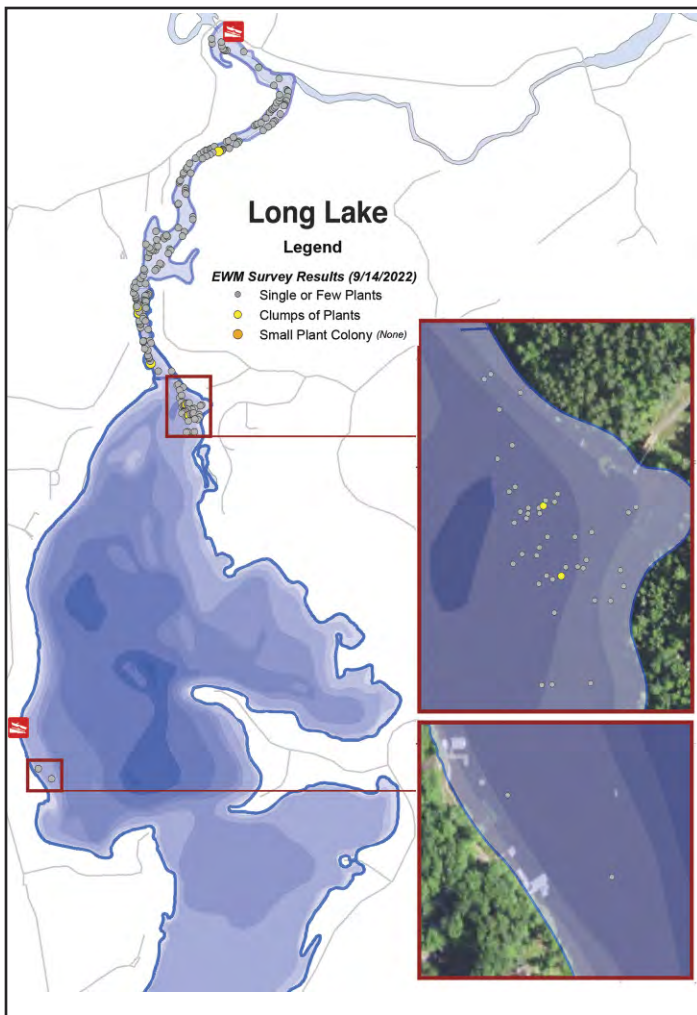 Long Lake
Legend
EWM Survey Results (9/14/2022)
Single or Few Plants
Clumps of Plants
Small Plant Colony (None)